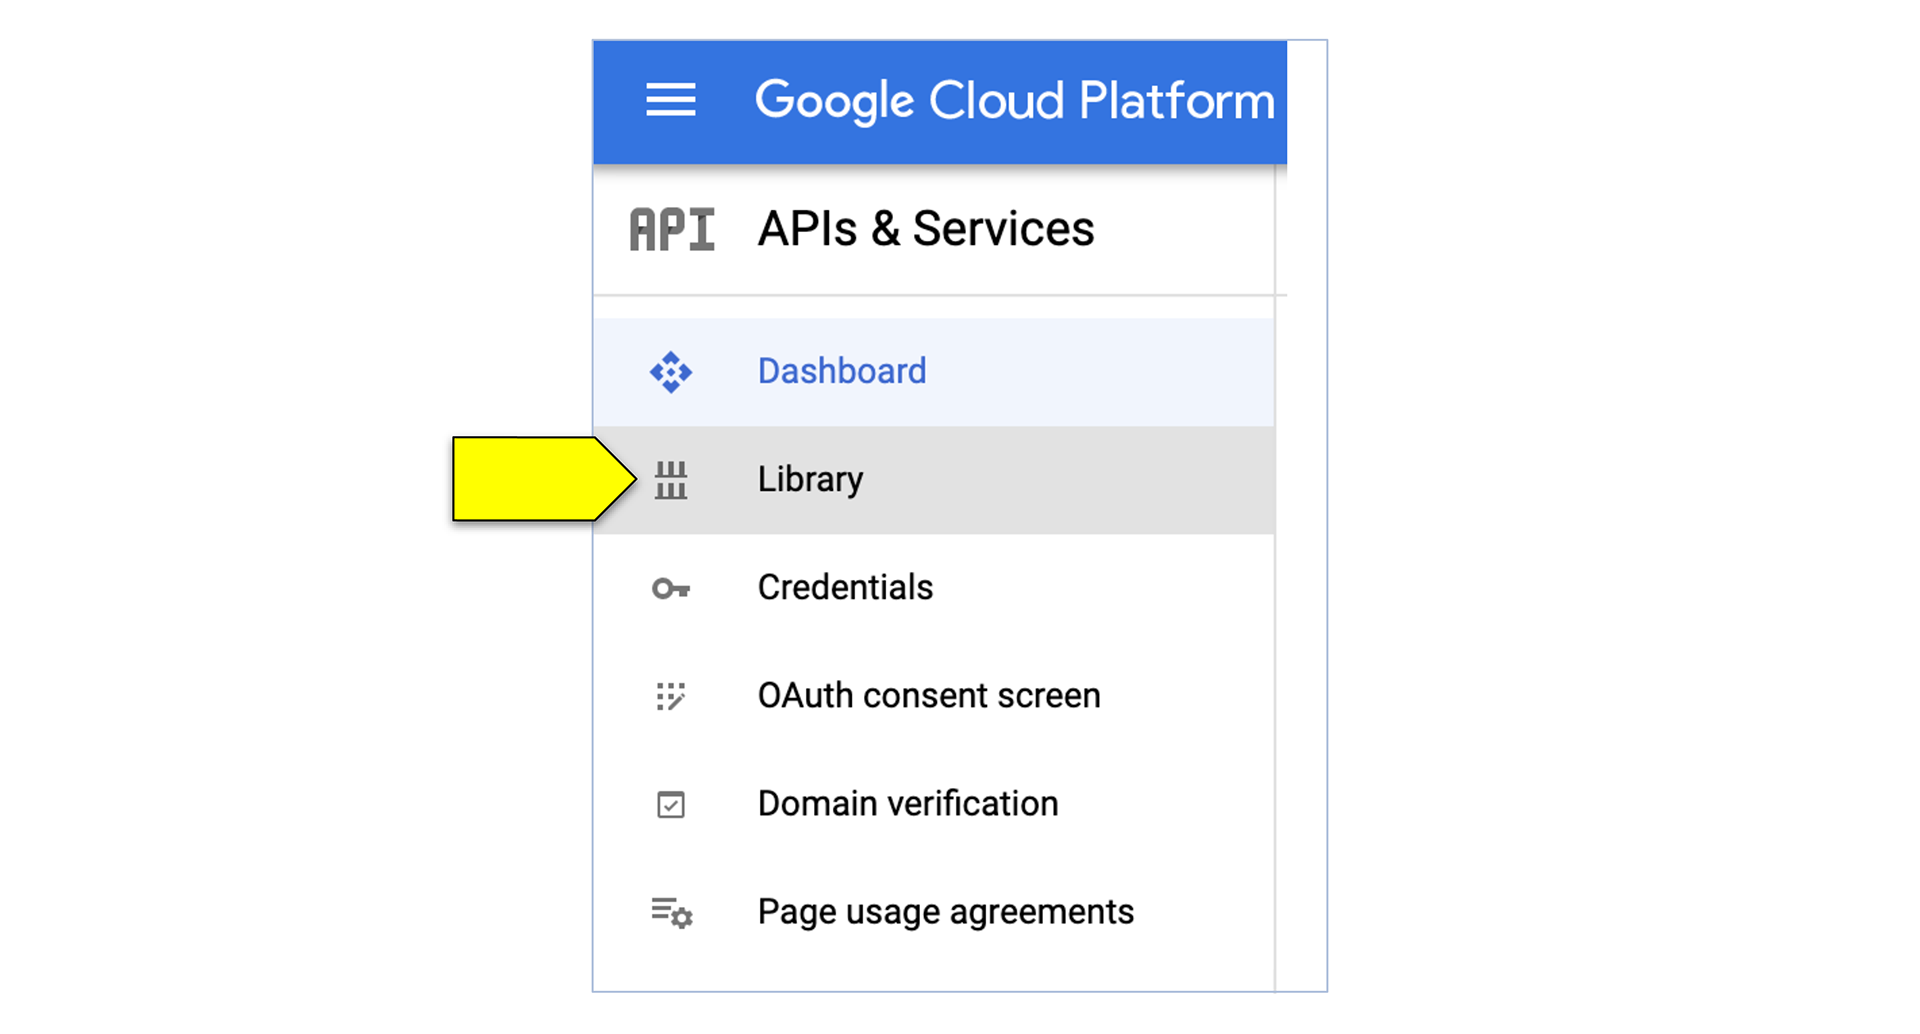 Google Cloud Platform
API APIs & Services
Dashboard
Library
Credentials
OAuth consent screen
Domain verification
Page usage agreements